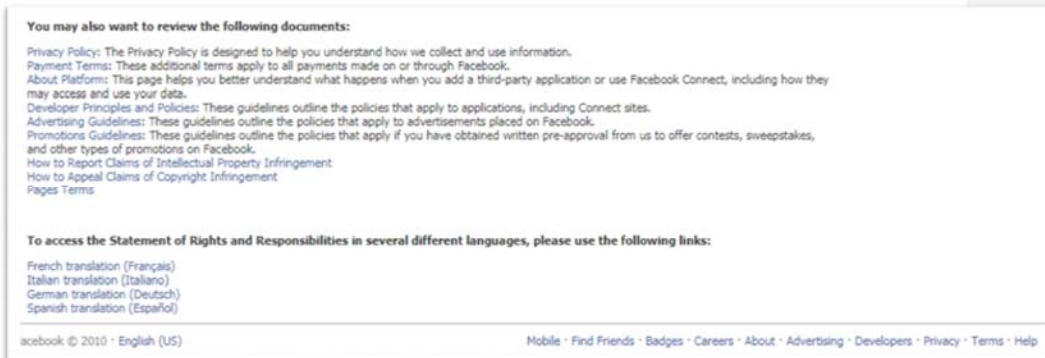 You may also want to review the following documents:
Privacy Policy: The Privacy Policy is designed to help you understand how we collect and use information.
Payment Terms: These additional terms apply to all payments made on or through Facebook.
About Platform: This page helps you better understand what happens when you add a third-party application or use Facebook Connect, including how they
may access and use your data.
Developer Principles and Policies: These guidelines outline the policies that apply to applications, including Connect sites.
Advertising Guidelines: These guidelines outline the policies that apply to advertisements placed on Facebook.
Promotions Guidelines: These guidelines outline the policies that apply if you have obtained written pre-approval from us to offer contests, sweepstakes,
and other types of promotions on Facebook.
How to Report Claims of Intellectual Property Infringement
How to Appeal Claims of Copyright Infringement
Pages Terms
To access the Statement of Rights and Responsibilities in several different languages, please use the following links:
French translation (Français)
Italian translation (Italiano)
German translation (Deutsch)
Spanish translation (Español)
acebook © 2010 · English (US) Mobile · Find Friends · Badges · Careers · About · Advertising · Developers · Privacy · Terms · Help